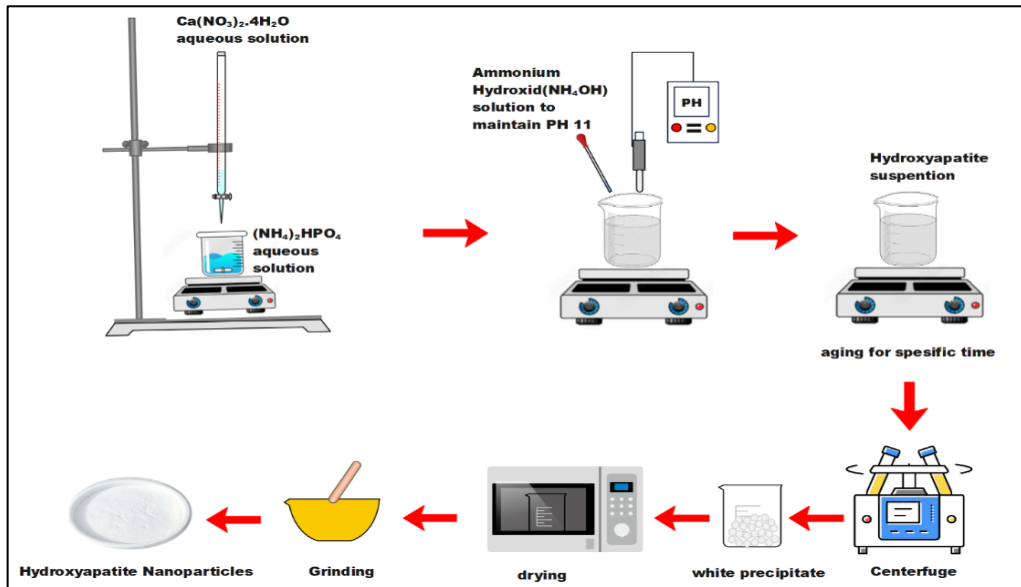 Ca(NO₃)₂.4H₂O
aqueous solution
(NH₄)₂HPO₄
aqueous
solution
Ammonium
Hydroxid(NH₄OH)
solution to
maintain PH 11
PH
Hydroxyapatite
suspention
aging for spesific time
Centerfuge
white precipitate
drying
Grinding
Hydroxyapatite Nanoparticles